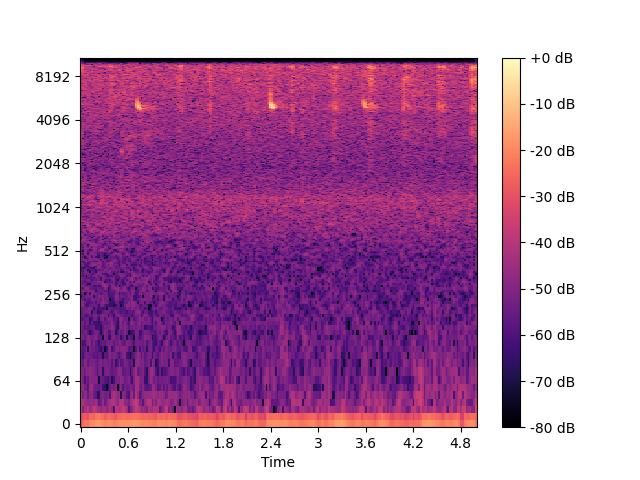 8192
4096
2048
1024
512
256
128
64
0
Hz
0 0.6 1.2 1.8 2.4 3 3.6 4.2 4.8
Time
+0 dB
-10 dB
-20 dB
-30 dB
-40 dB
-50 dB
-60 dB
-70 dB
-80 dB